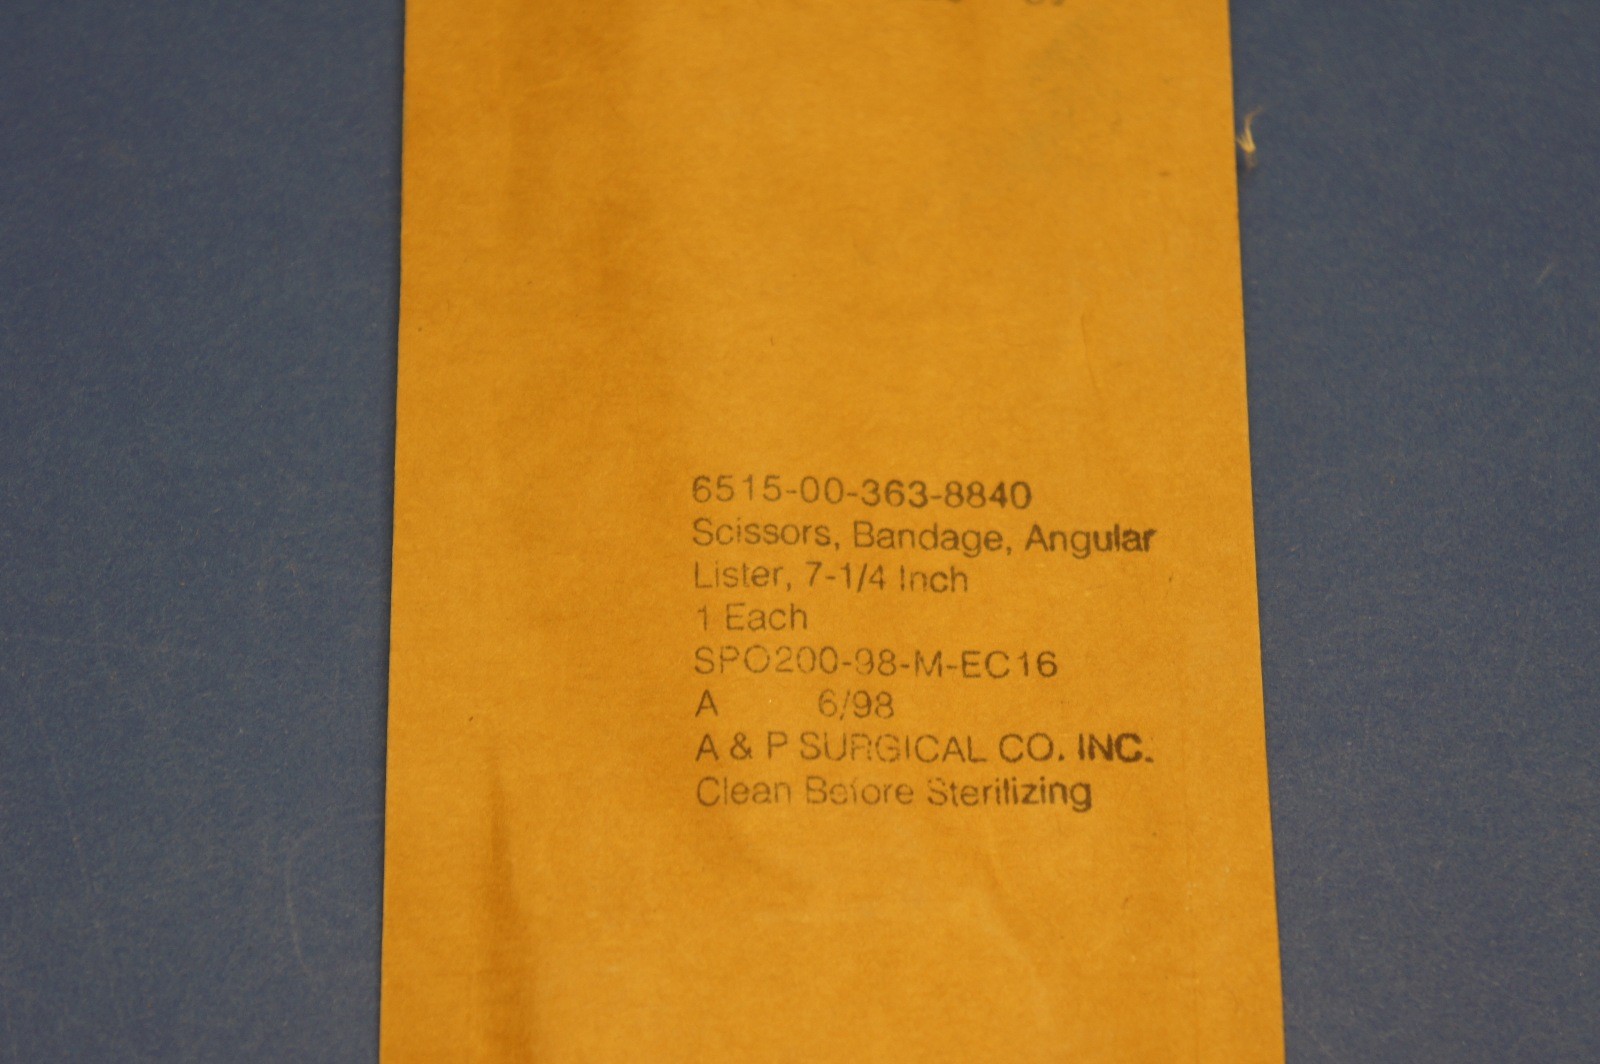 6515-00-363-8840
Scissors, Bandage, Angular
Lister, 7-1/4 Inch
1 Each
SPO200-98-M-EC16
A 6/98
A & P SURGICAL CO. INC.
Clean Before Sterilizing